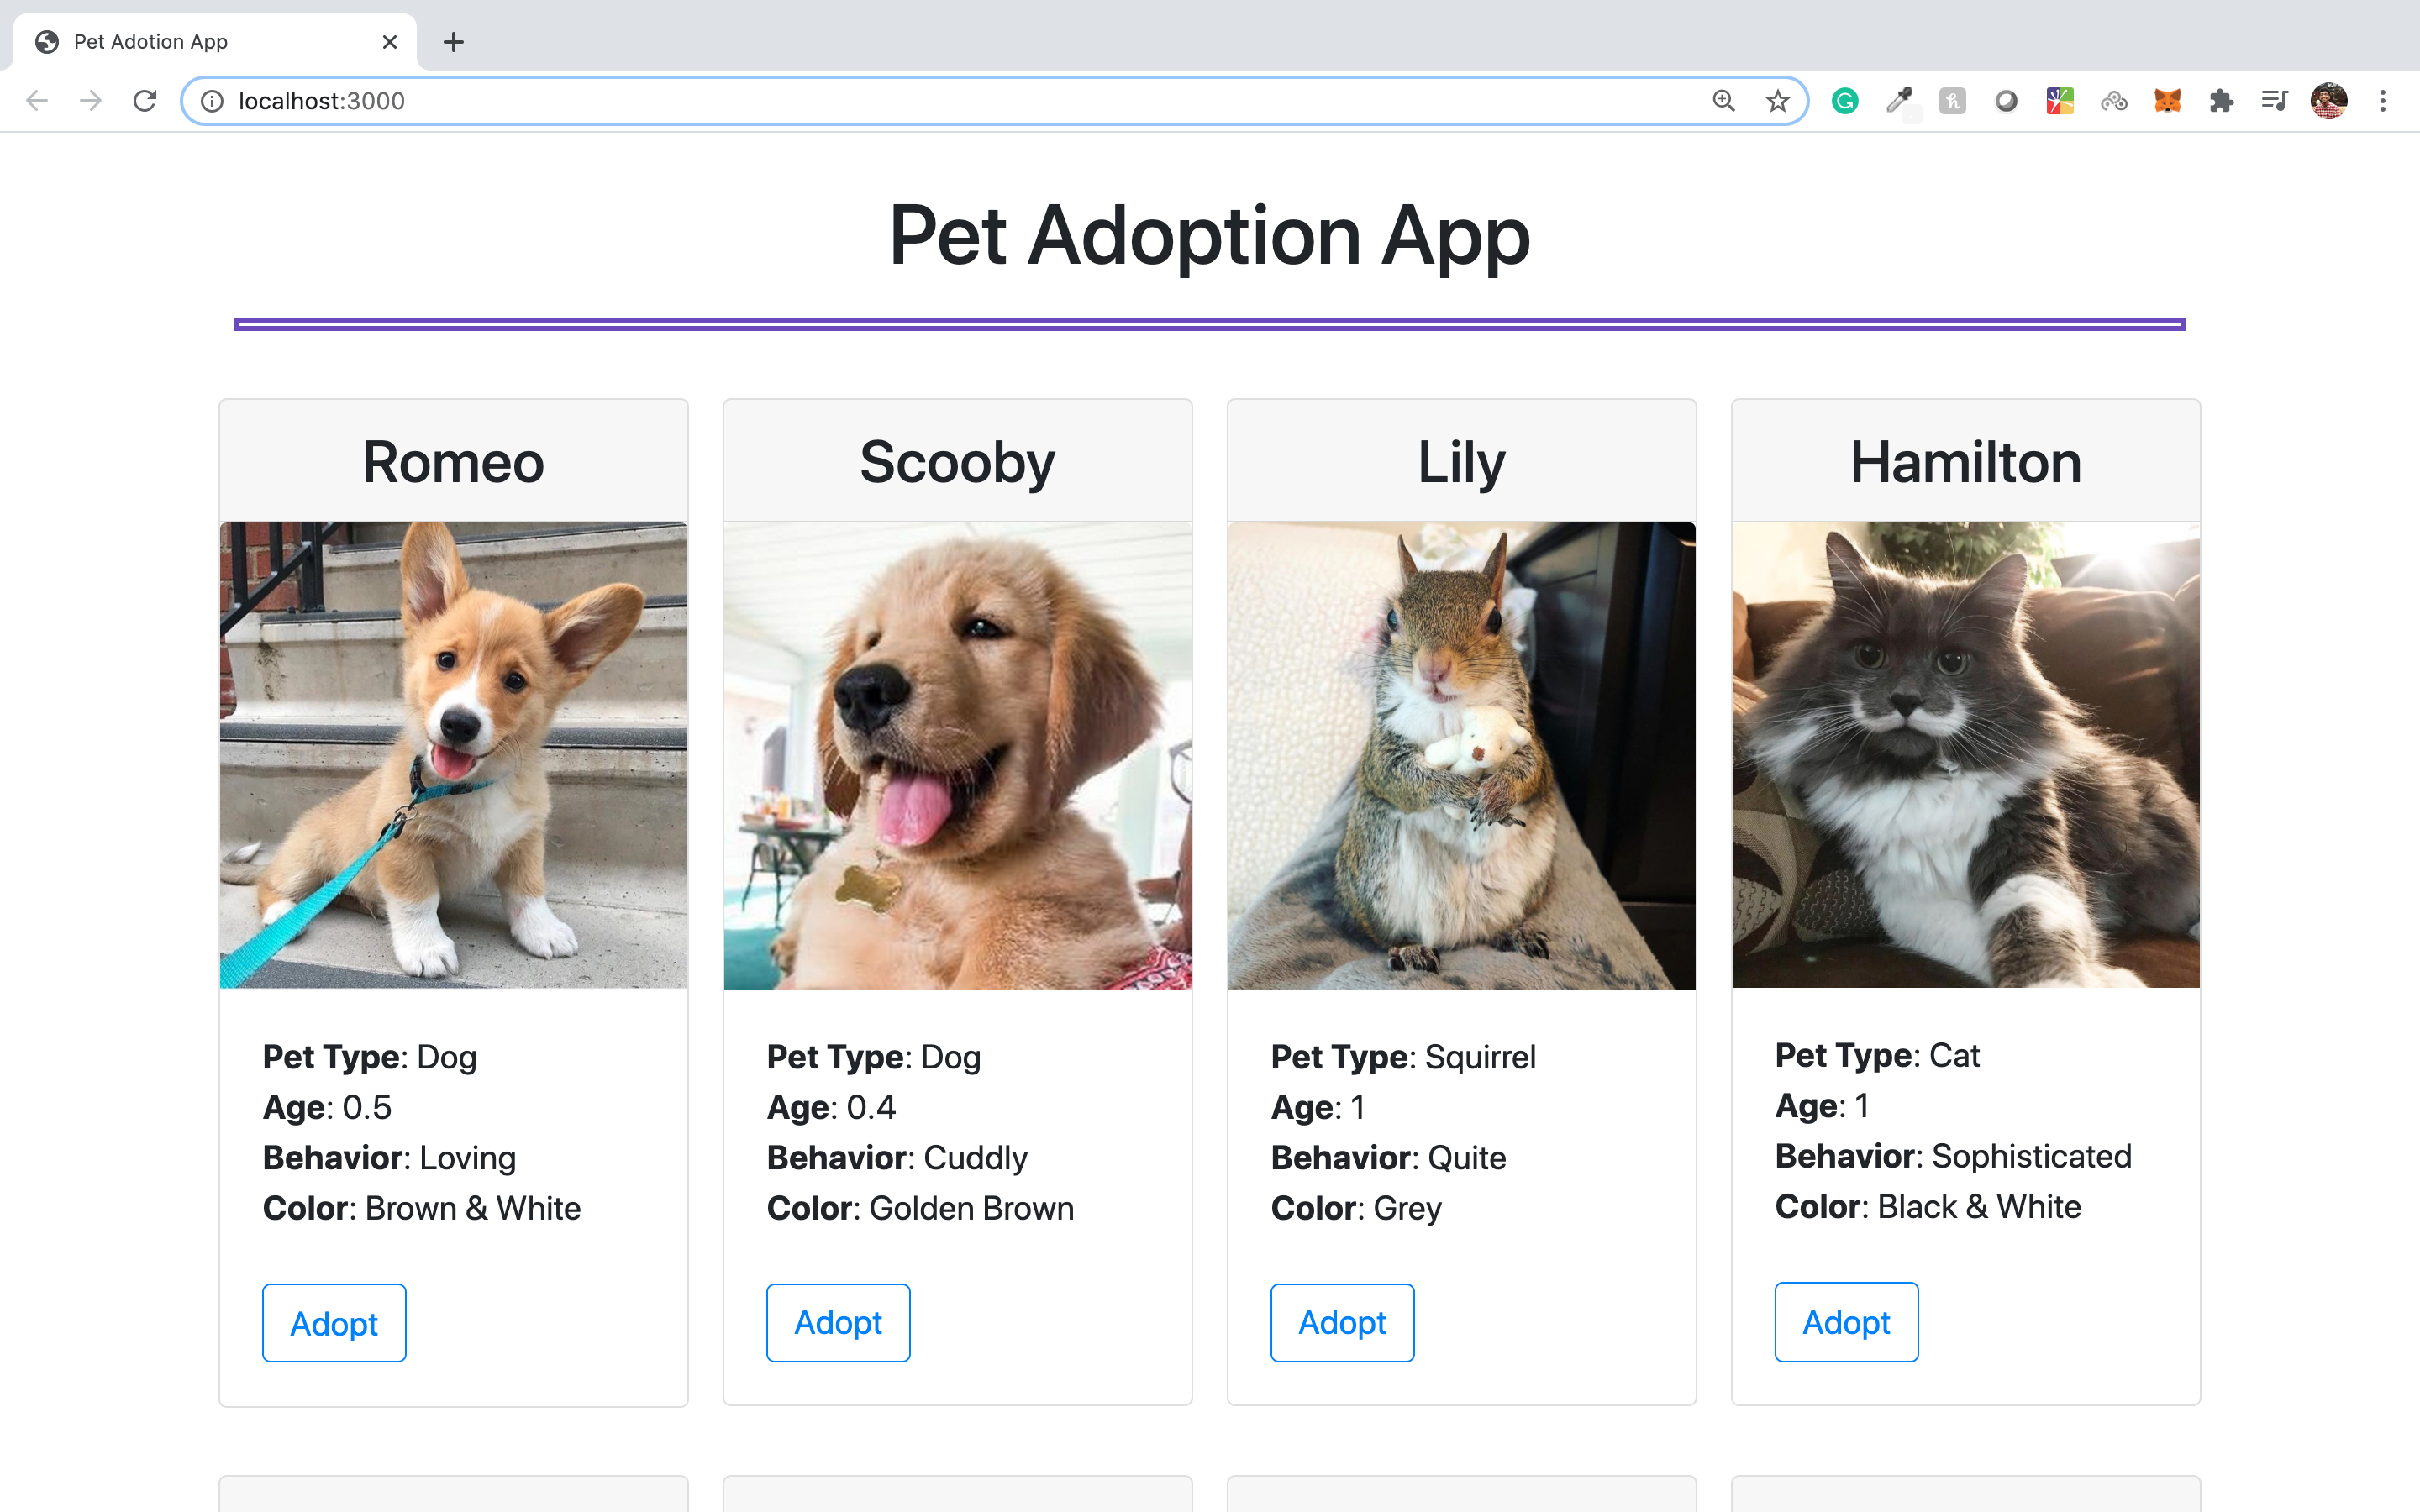 Pet Adotion App
localhost:3000
Pet Adoption App
Romeo
Scooby
Lily
Hamilton
Pet Type: Dog
Age: 0.5
Behavior: Loving
Color: Brown & White
Adopt
Pet Type: Dog
Age: 0.4
Behavior: Cuddly
Color: Golden Brown
Adopt
Pet Type: Squirrel
Age: 1
Behavior: Quite
Color: Grey
Adopt
Pet Type: Cat
Age: 1
Behavior: Sophisticated
Color: Black & White
Adopt